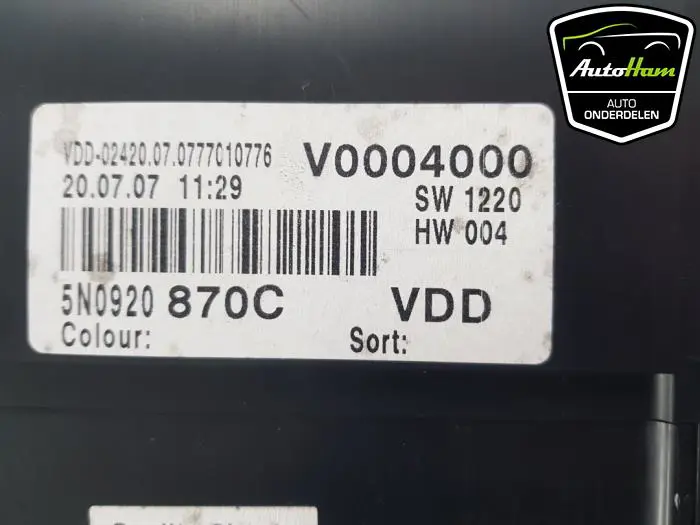 AutoHam
AUTO
ONDERDELEN
VDD-02420.07.0777010776
V0004000
20.07.07 11:29
SW 1220
HW 004
5N0920 870C
VDD
Colour:
Sort: